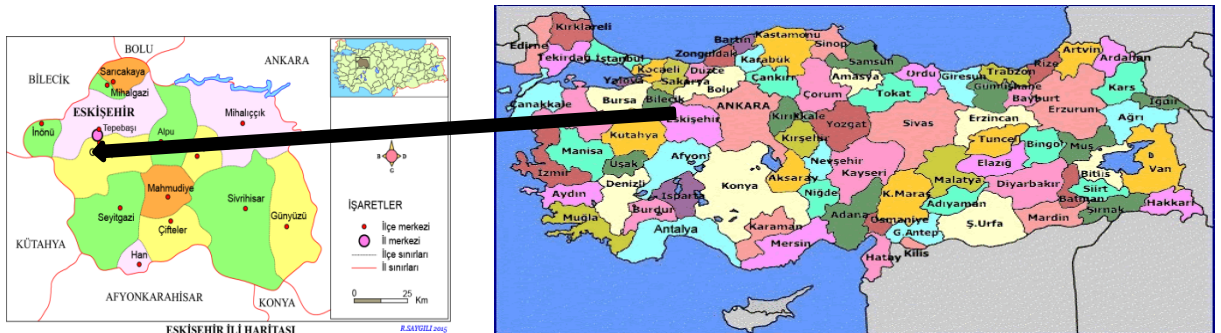 BOLU
BİLECİK
ANKARA
Sarıcakaya
Mihalgazi
ESKİŞEHİR
Tepebaşı
İnönü
Alpu
Mihalıççık
Mahmudiye
Sivrihisar
Seyitgazi
Çifteler
Günyüzü
KÜTAHYA
Han
AFYONKARAHİSAR
KONYA
İŞARETLER
İlçe merkezi
İl merkezi
İlçe sınırları
İl sınırları
0 25
Km
ESKİŞEHİR İLİ HARİTASI
R.SAYGILI 2015
Kırklareli
Edirne
Tekirdağ
İstanbul
Kocaeli
Yalova
Sakarya
Düzce
Zonguldak
Bartın
Karabük
Kastamonu
Sinop
Samsun
Ordu
Giresun
Trabzon
Rize
Artvin
Ardahan
Çanakkale
Bursa
Bilecik
Bolu
Çankırı
Çorum
Amasya
Tokat
Gümüşhane
Bayburt
Erzurum
Kars
Iğdır
Ağrı
ANKARA
Eskişehir
Kırıkkale
Yozgat
Sivas
Erzincan
Tunceli
Bingöl
Muş
Manisa
Kutahya
Uşak
Afyon
Kırşehir
Nevşehir
Kayseri
Malatya
Elazığ
Diyarbakır
Bitlis
Van
İzmir
Aydın
Denizli
Isparta
Konya
Aksaray
Niğde
K.Maraş
Adıyaman
Batman
Siirt
Şırnak
Hakkari
Muğla
Burdur
Antalya
Karaman
Mersin
Adana
Osmaniye
G.Antep
Ş.Urfa
Mardin
Hatay
Kilis